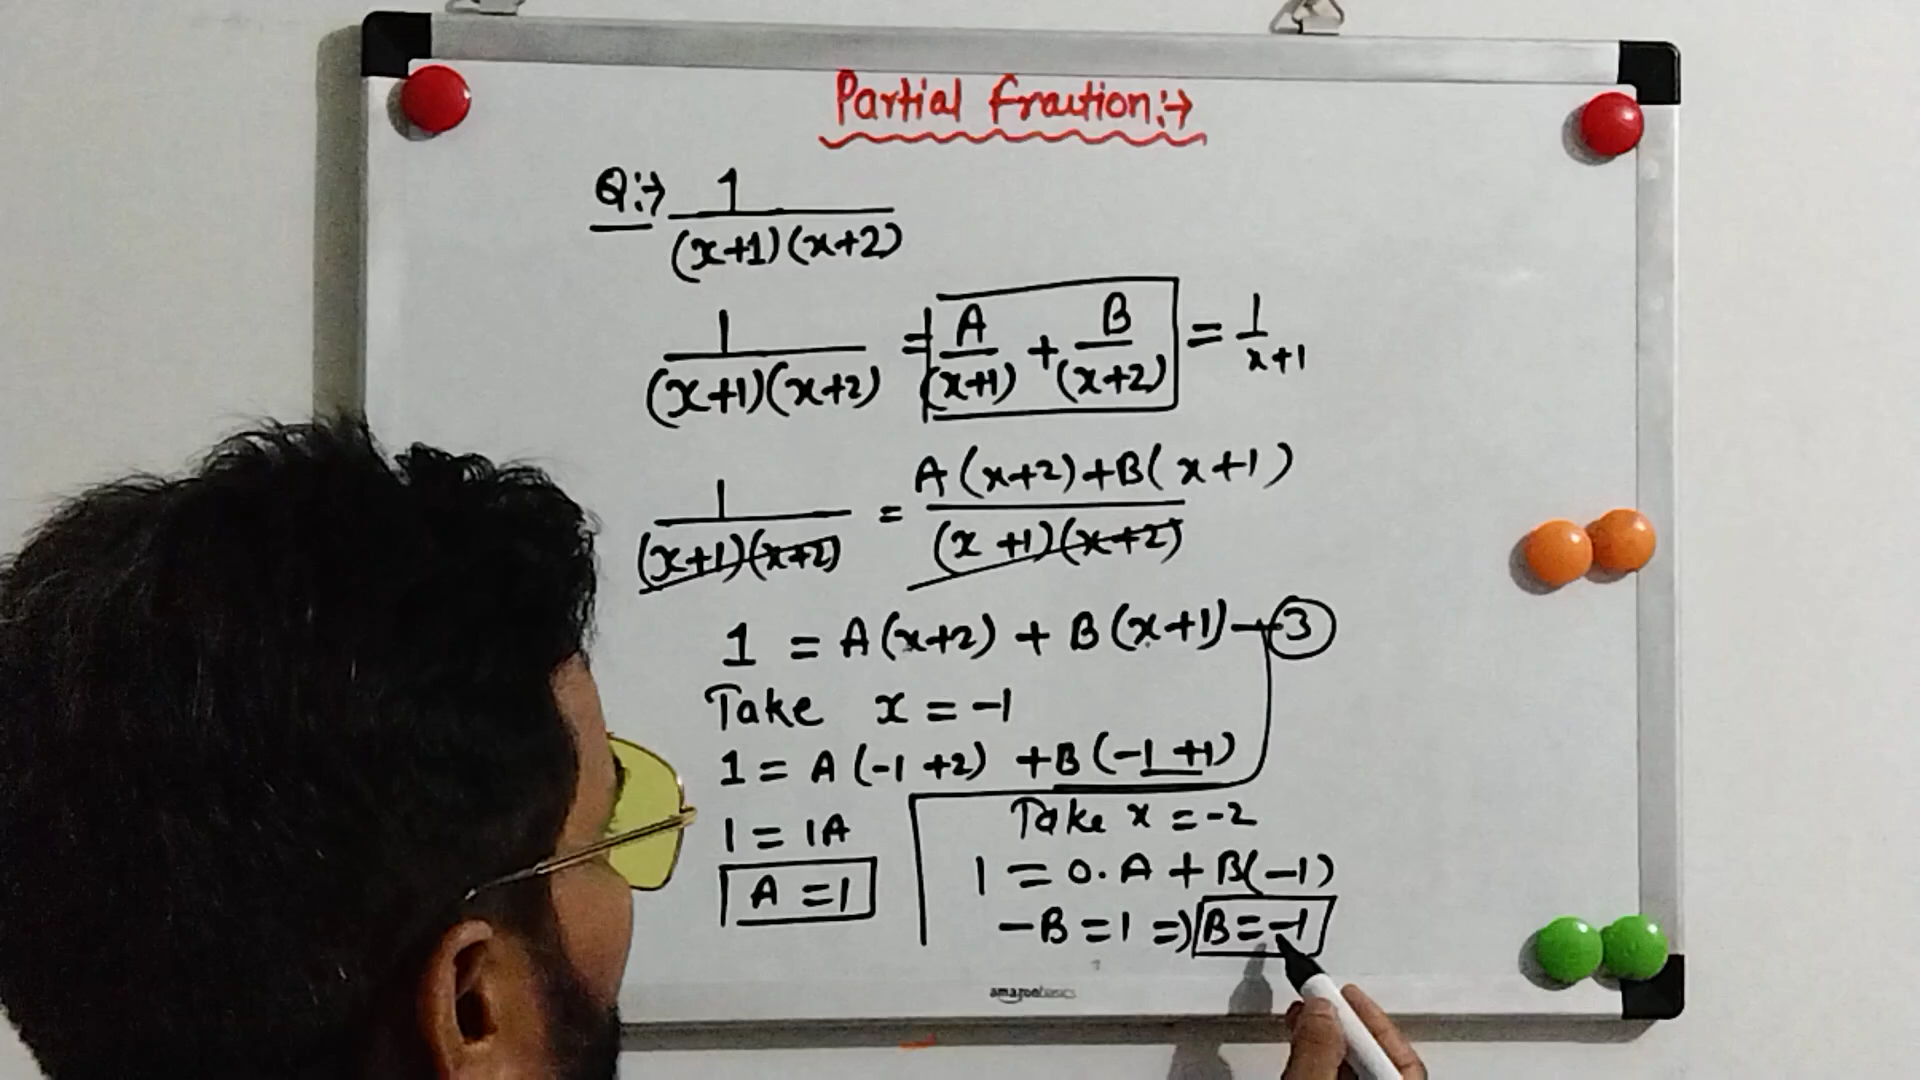 Partial fraction:→
Q:→ 1/(x+1)(x+2)
1/(x+1)(x+2) = A/(x+1) + B/(x+2) = 1/x+1
1/(x+1)(x+2) = A(x+2)+B(x+1)/(x+1)(x+2)
1 = A(x+2) + B(x+1) — 3
Take x = -1
1 = A(-1+2) + B(-1+1)
1 = 1A
A = 1
Take x = -2
1 = 0.A + B(-1)
-B = 1 => B = -1
amazonbasics